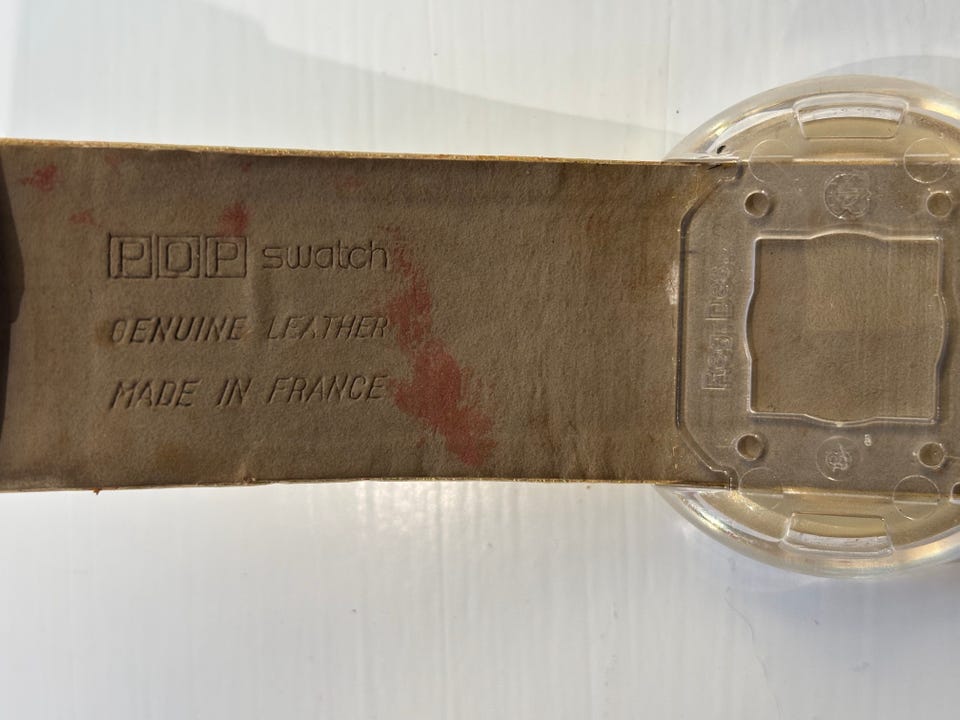 POP swatch
GENUINE LEATHER
MADE IN FRANCE